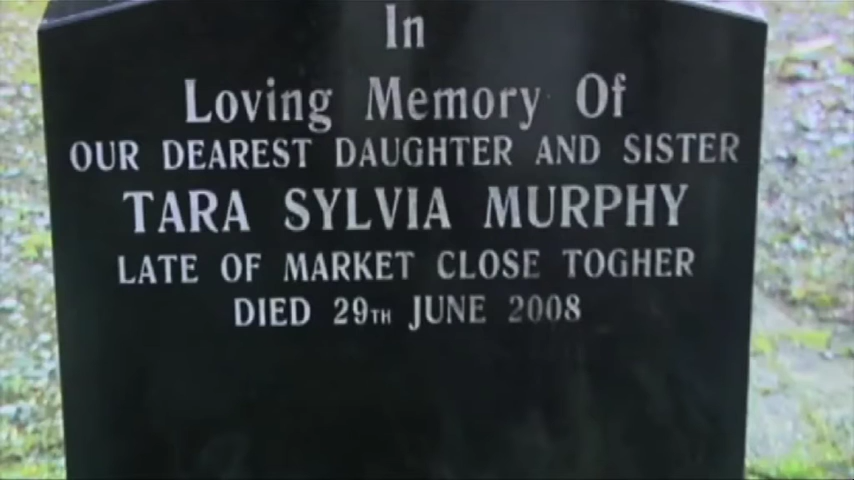 In
Loving Memory Of
OUR DEAREST DAUGHTER AND SISTER
TARA SYLVIA MURPHY
LATE OF MARKET CLOSE TOGHER
DIED 29TH JUNE 2008